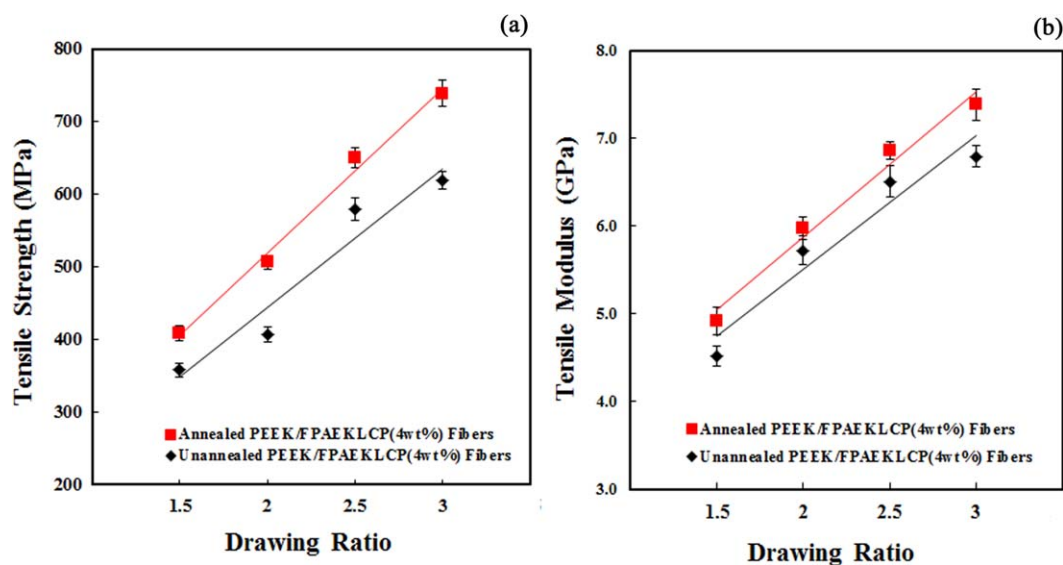 (a)
800
700
600
500
400
300
200
Tensile Strength (MPa)
Annealed PEEK/FPAEKLCP(4wt%) Fibers
Unannealed PEEK/FPAEKLCP(4wt%) Fibers
1.5 2 2.5 3
Drawing Ratio
(b)
8.0
7.0
6.0
5.0
4.0
3.0
Tensile Modulus (GPa)
Annealed PEEK/FPAEKLCP(4wt%) Fibers
Unannealed PEEK/FPAEKLCP(4wt%) Fibers
1.5 2 2.5 3
Drawing Ratio